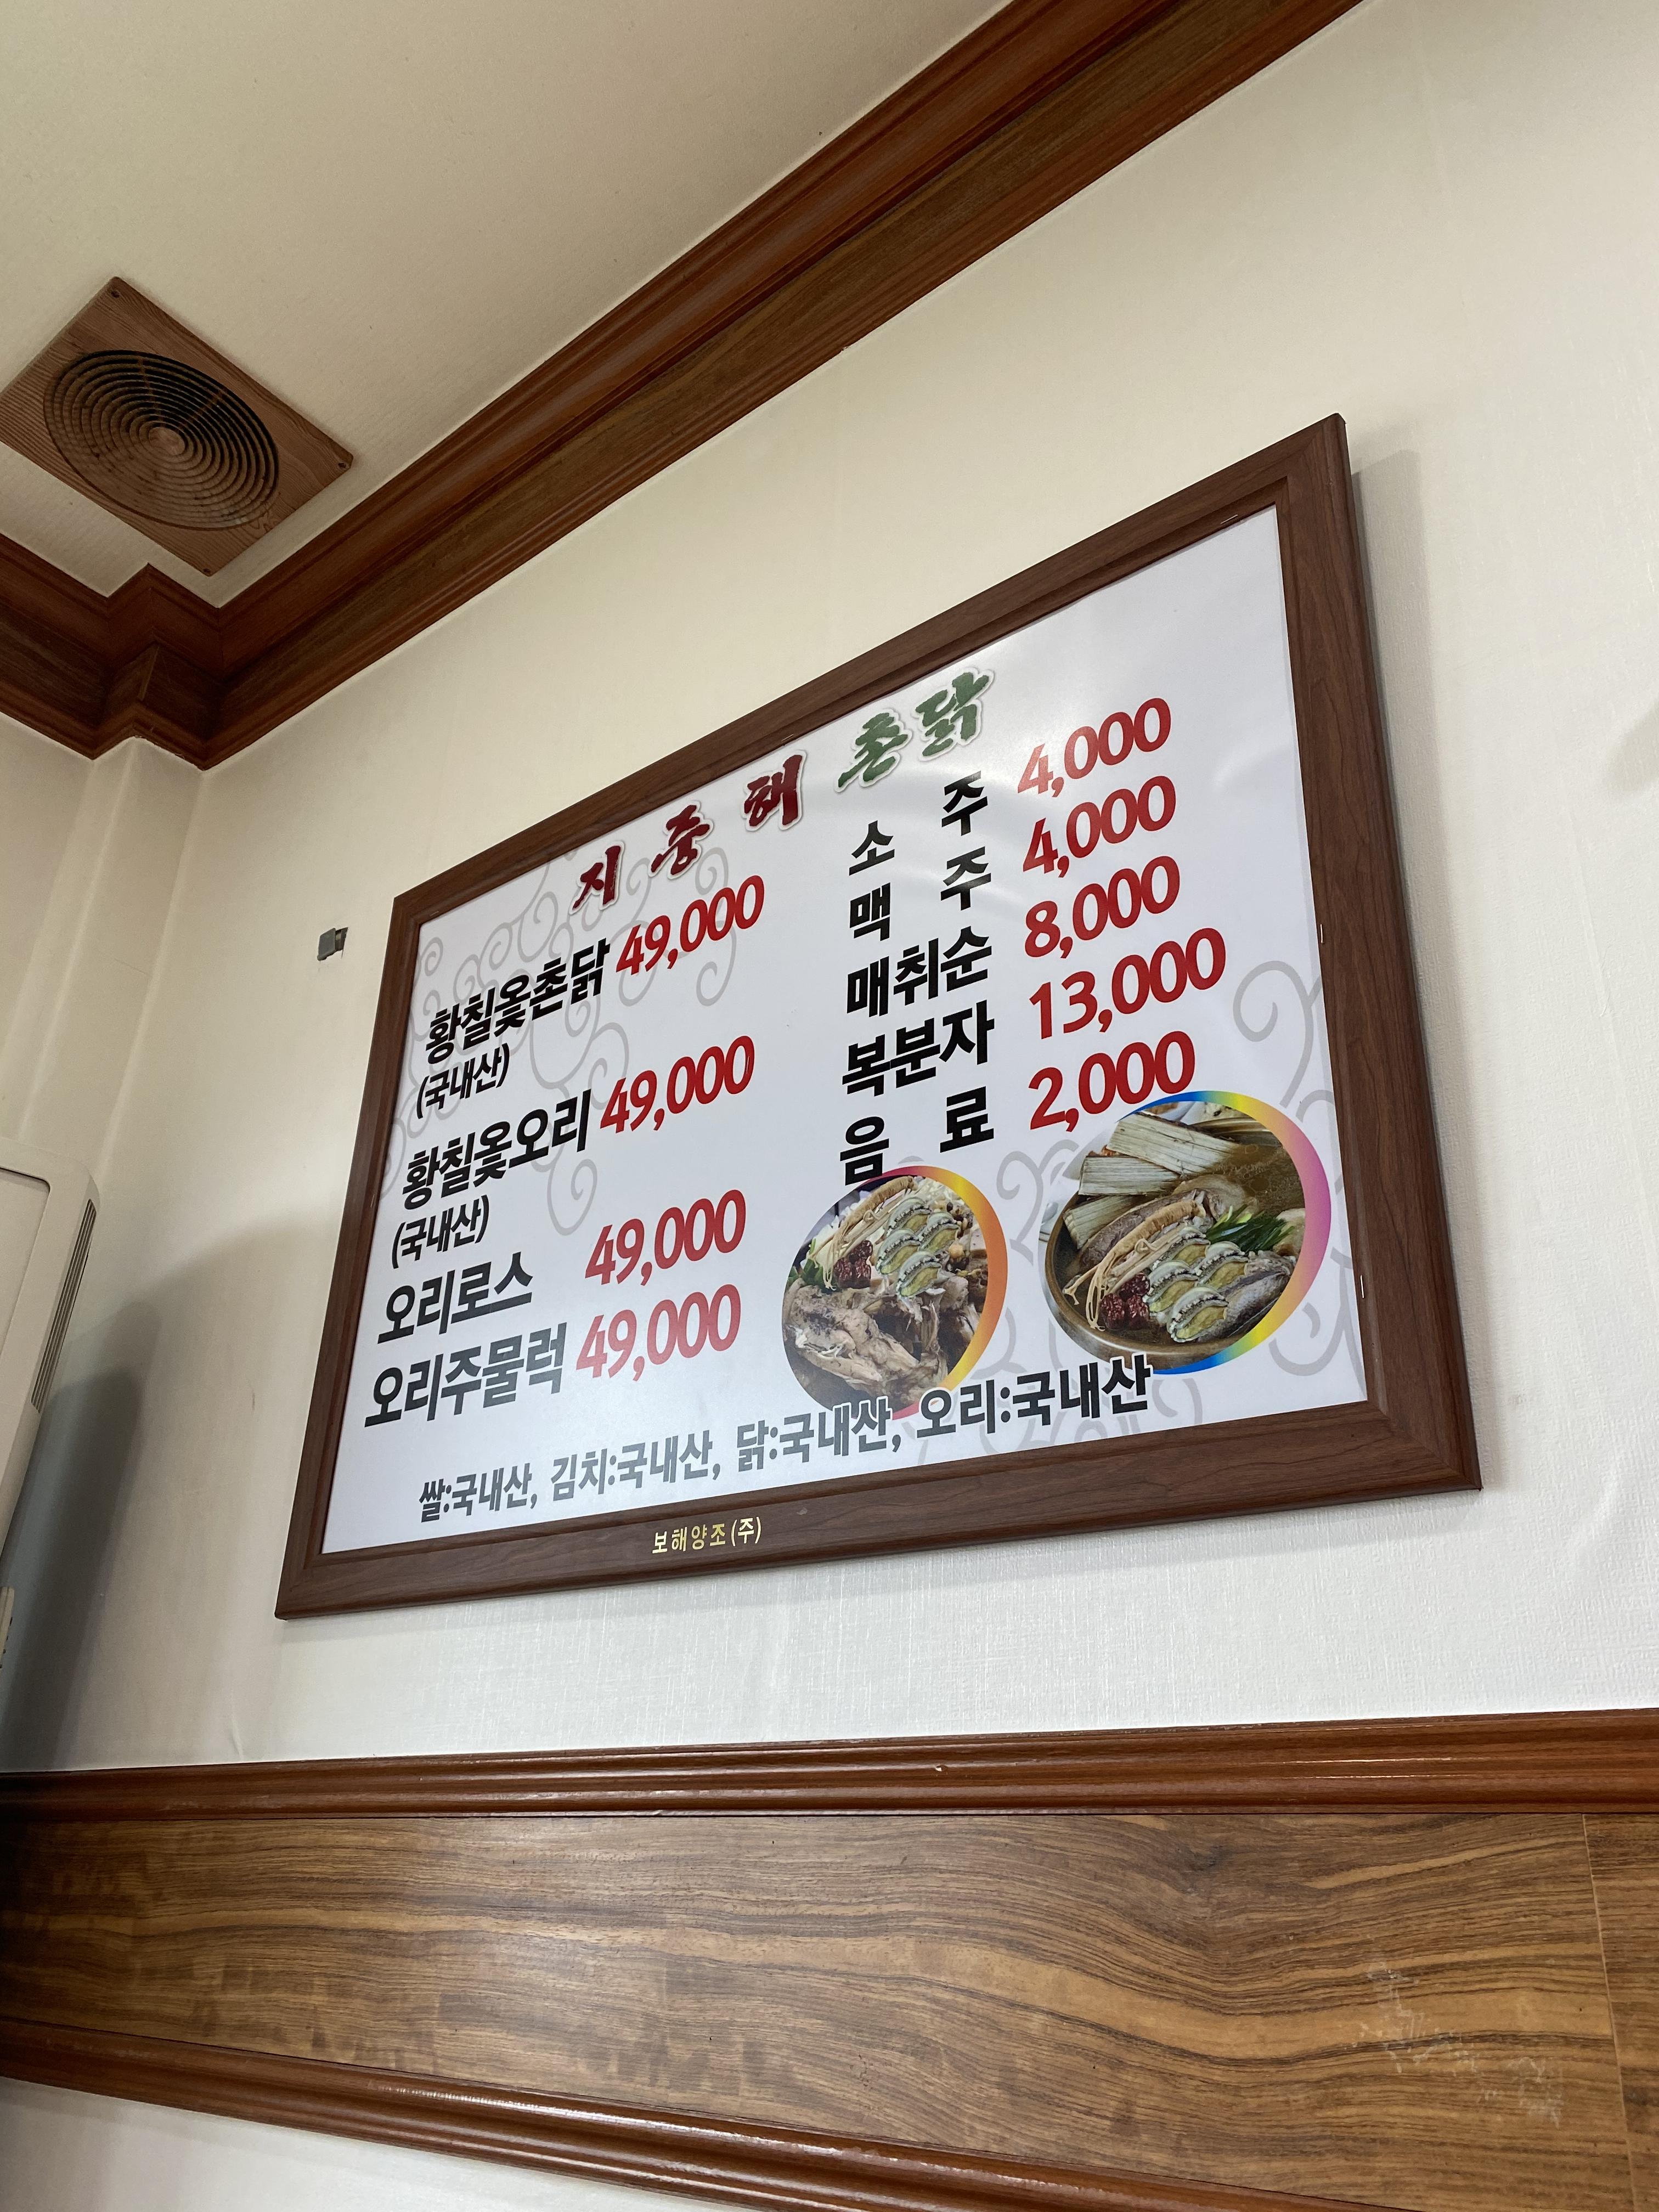 지중해 촌닭
황칠옻촌닭 49,000
(국내산)
황칠옻오리 49,000
(국내산)
오리로스 49,000
오리주물럭 49,000
소주 4,000
맥주 4,000
매취순 8,000
복분자 13,000
음료 2,000
쌀:국내산, 김치:국내산, 닭:국내산, 오리:국내산
보해양조(주)